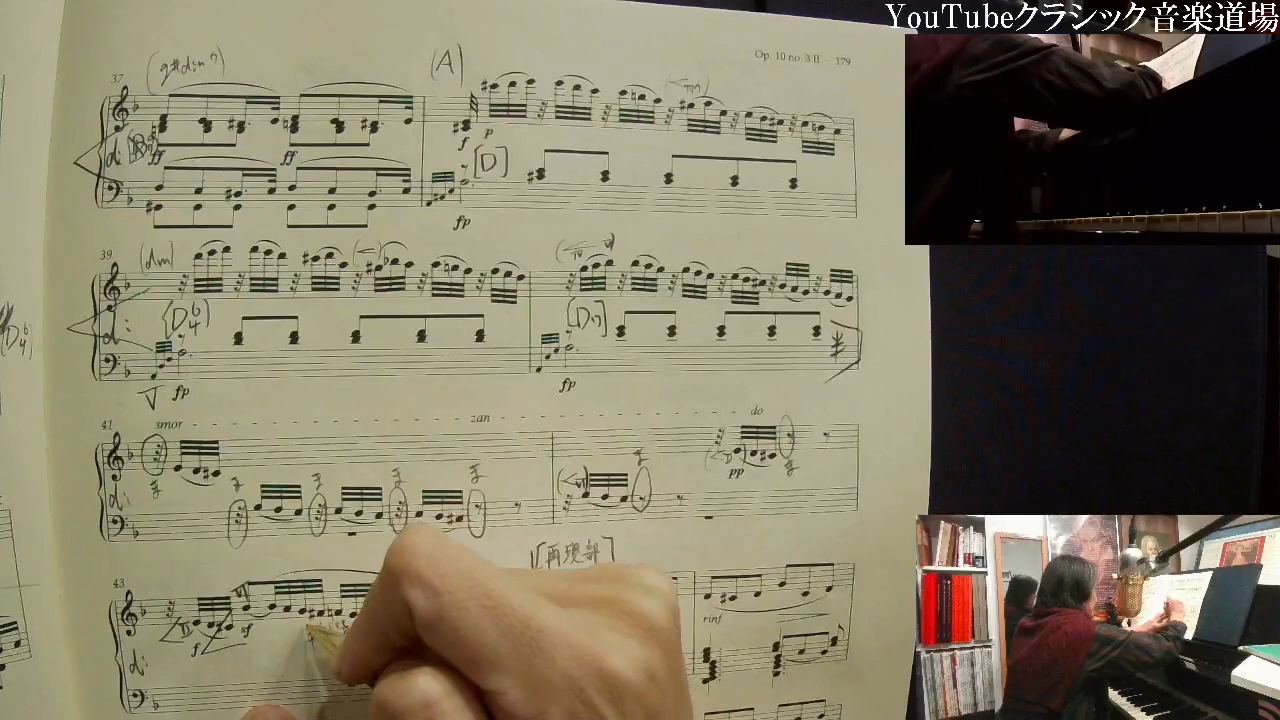 YouTubeクラシック音楽道場
Op. 10 no. 3 II – 179
(g#dim7)
(A)
37
d:
ff
ff
f
p
[D]
fp
39
(dm)
d:
fp
[D7]
fp
V
41
smor
zan
do
d:
pp
[再現部]
43
d:
f
sf
rinf